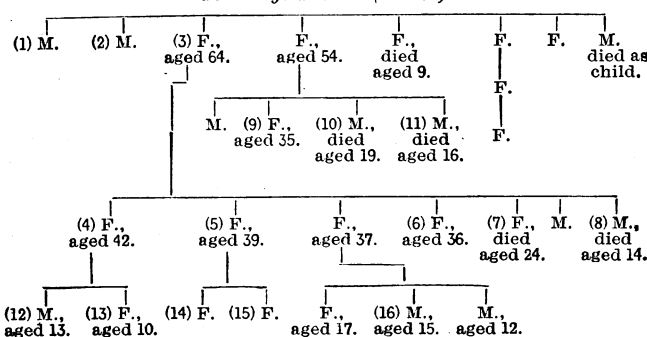 (1) M. (2) M. (3) F., F., F., F. F. M.
aged 64. aged 54. died died as
aged 9. child.
F.
M. (9) F., (10) M., (11) M.,
aged 35. died died F.
aged 19. aged 16.
(4) F., (5) F., F., (6) F., (7) F., M. (8) M.,
aged 42. aged 39. aged 37. aged 36. died died
aged 24. aged 14.
(12) M., (13) F., (14) F. (15) F. F., (16) M., M.,
aged 13. aged 10. aged 17. aged 15. aged 12.